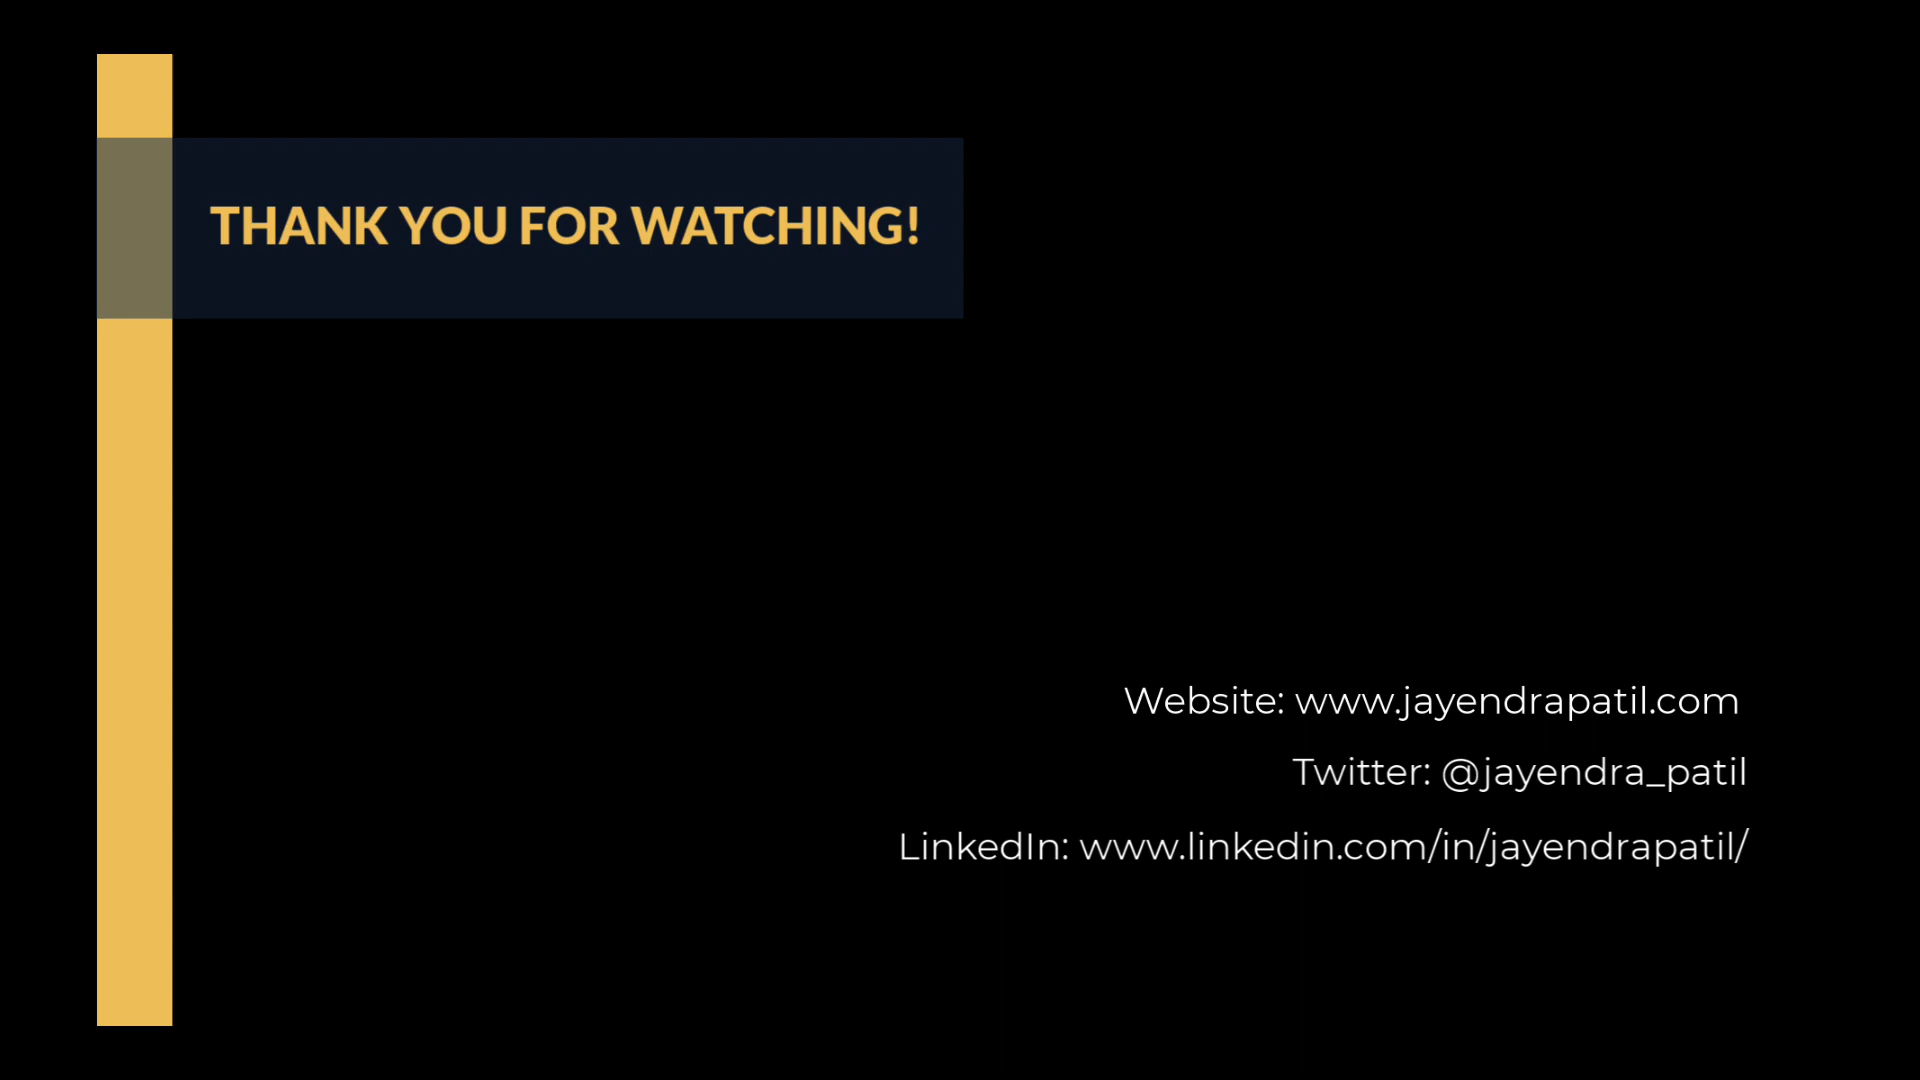 THANK YOU FOR WATCHING!
Website: www.jayendrapatil.com
Twitter: @jayendra_patil
LinkedIn: www.linkedin.com/in/jayendrapatil/